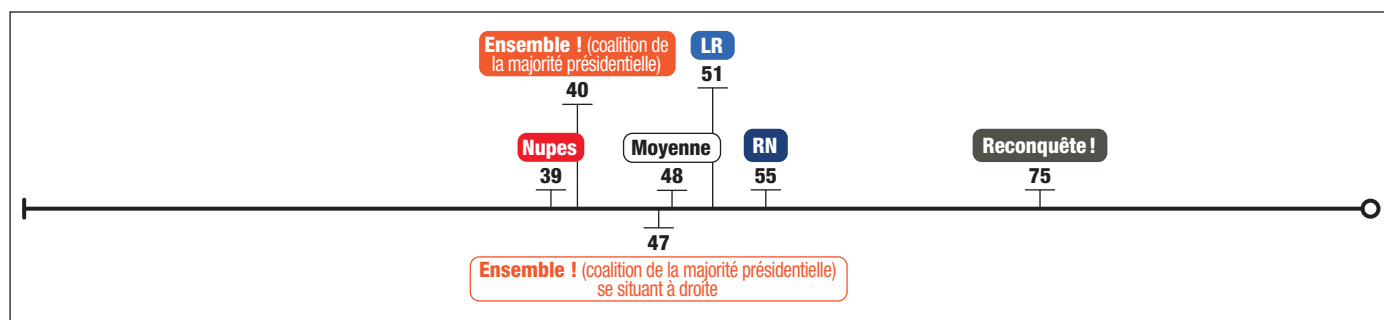 Ensemble ! (coalition de
la majorité présidentielle)
40
LR
51
Nupes
39
Moyenne
48
RN
55
Reconquête !
75
47
Ensemble ! (coalition de la majorité présidentielle)
se situant à droite